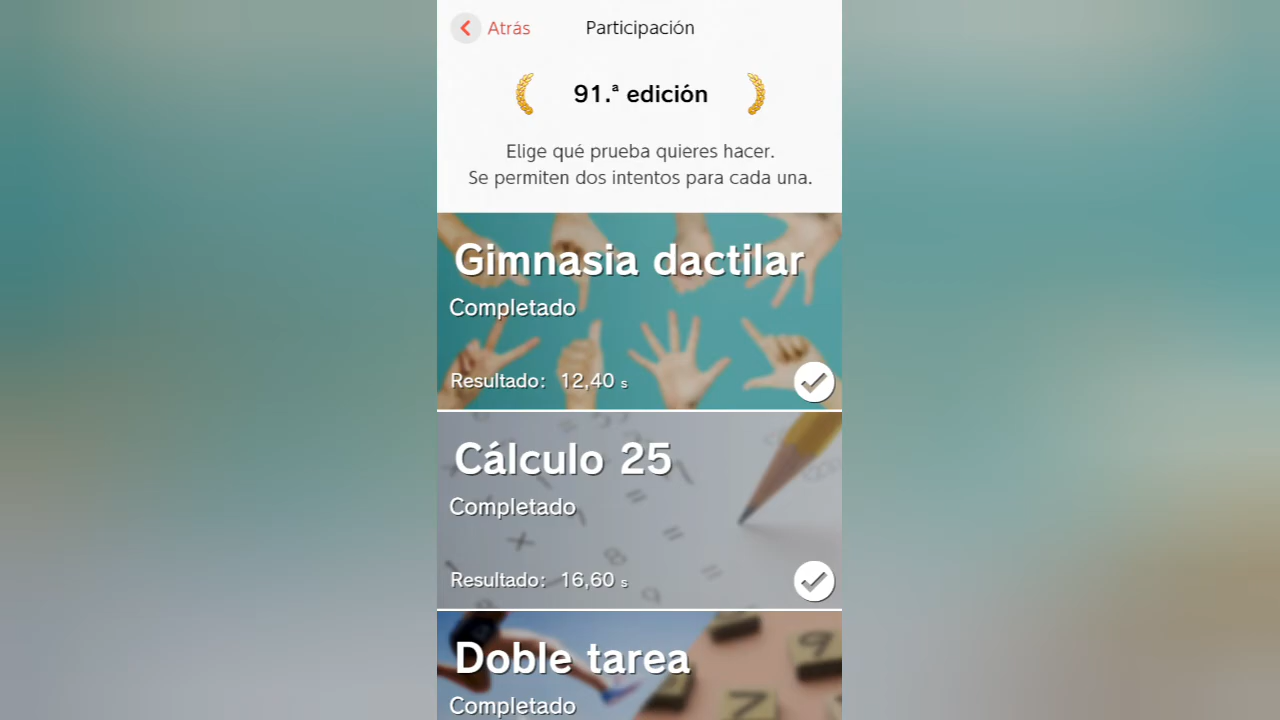 Atrás
Participación
91.ª edición
Elige qué prueba quieres hacer.
Se permiten dos intentos para cada una.
Gimnasia dactilar
Completado
Resultado: 12,40 s
Cálculo 25
Completado
Resultado: 16,60 s
Doble tarea
Completado